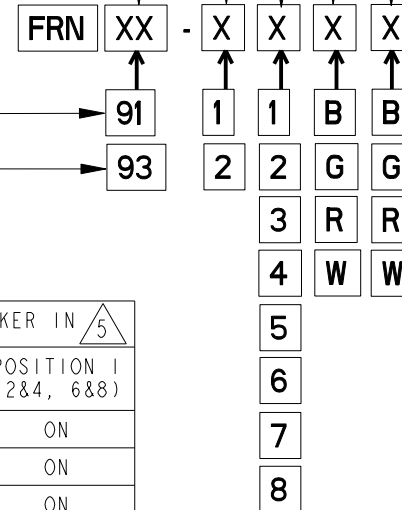 FRN XX - X X X X
91 1 1 B B
93 2 2 G G
3 R R
4 W W
KER IN 5
5
POSITION 1
2&4, 6&8)
6
ON
7
ON
8
ON